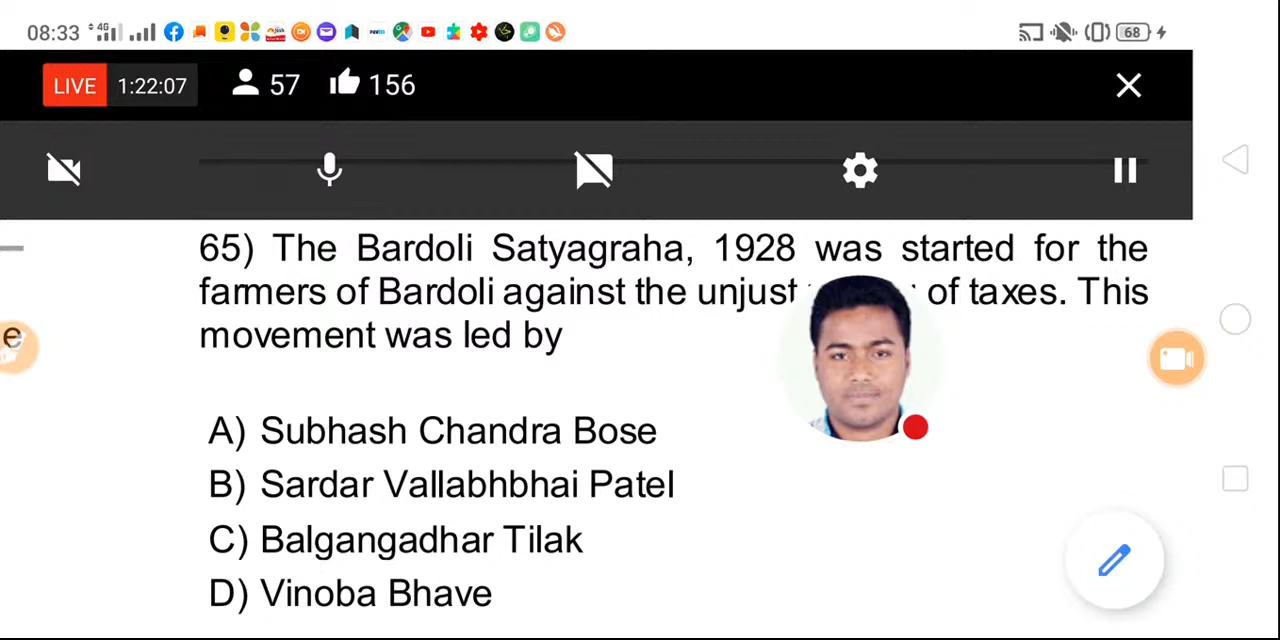 08:33 4G 68
LIVE 1:22:07 57 156
65) The Bardoli Satyagraha, 1928 was started for the
farmers of Bardoli against the unjust of taxes. This
movement was led by
e
A) Subhash Chandra Bose
B) Sardar Vallabhbhai Patel
C) Balgangadhar Tilak
D) Vinoba Bhave